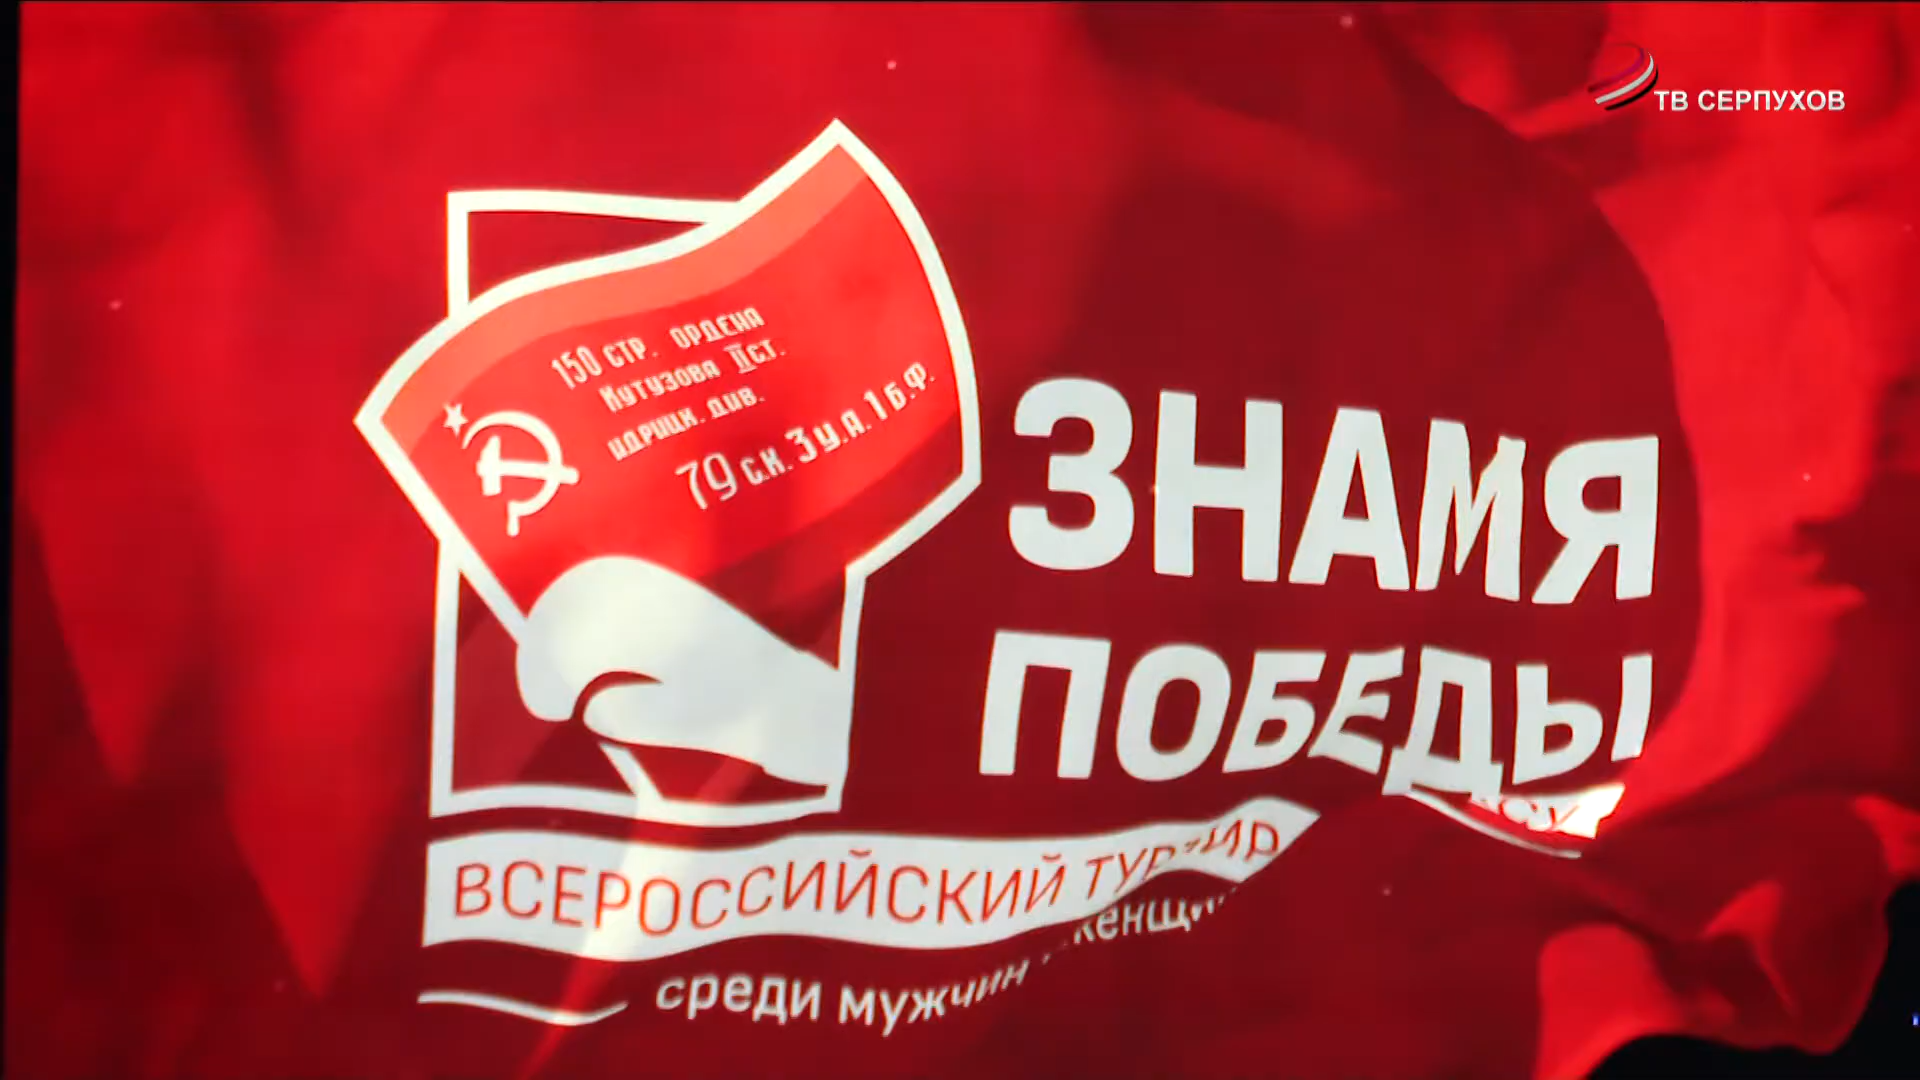 ТВ СЕРПУХОВ
150 СТР. ОРДЕНА
КУТУЗОВА II СТ.
ИДРИЦК. ДИВ.
79 С.К. 3 У.А. 1 Б.Ф.
ЗНАМЯ
ПОБЕДЫ
ВСЕРОССИЙСКИЙ ТУРНИР
среди мужчин женщин